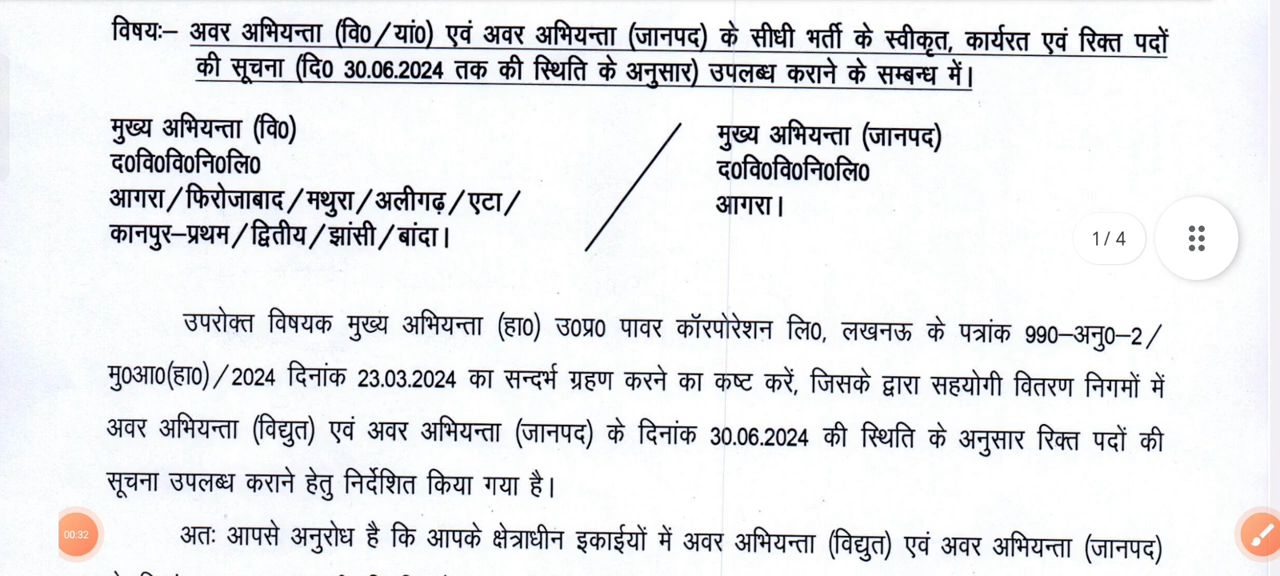 विषयः– अवर अभियन्ता (वि0/यां0) एवं अवर अभियन्ता (जानपद) के सीधी भर्ती के स्वीकृत, कार्यरत एवं रिक्त पदों
की सूचना (दि0 30.06.2024 तक की स्थिति के अनुसार) उपलब्ध कराने के सम्बन्ध में।
मुख्य अभियन्ता (वि0)
द0वि0वि0नि0लि0
आगरा/फिरोजाबाद/मथुरा/अलीगढ़/एटा/
कानपुर–प्रथम/द्वितीय/झांसी/बांदा।
/
मुख्य अभियन्ता (जानपद)
द0वि0वि0नि0लि0
आगरा।
1/4
उपरोक्त विषयक मुख्य अभियन्ता (हा0) उ0प्र0 पावर कॉरपोरेशन लि0, लखनऊ के पत्रांक 990–अनु0–2/
मु0आ0(हा0)/2024 दिनांक 23.03.2024 का सन्दर्भ ग्रहण करने का कष्ट करें, जिसके द्वारा सहयोगी वितरण निगमों में
अवर अभियन्ता (विद्युत) एवं अवर अभियन्ता (जानपद) के दिनांक 30.06.2024 की स्थिति के अनुसार रिक्त पदों की
सूचना उपलब्ध कराने हेतु निर्देशित किया गया है।
00:32
अतः आपसे अनुरोध है कि आपके क्षेत्राधीन इकाईयों में अवर अभियन्ता (विद्युत) एवं अवर अभियन्ता (जानपद)